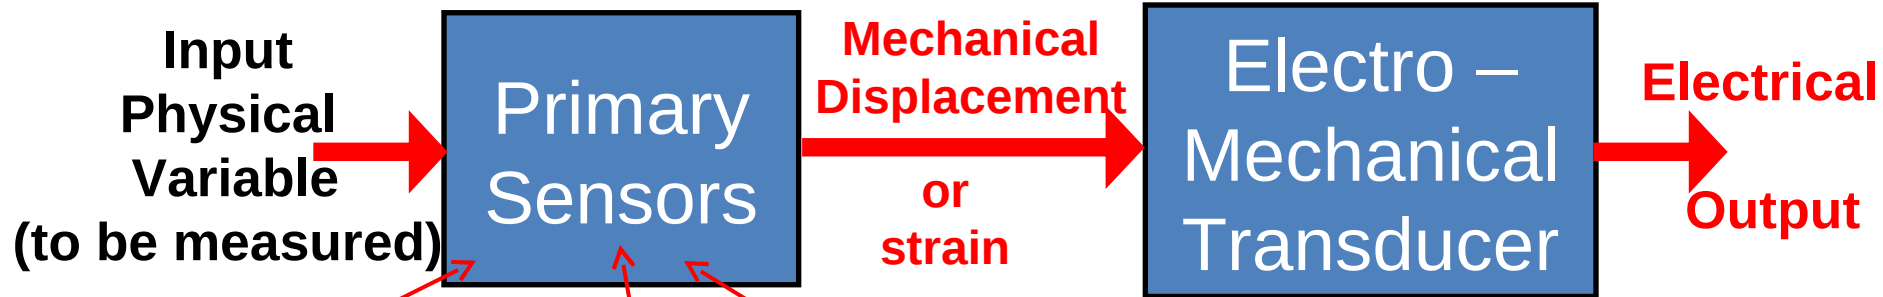 Input
Physical
Variable
(to be measured)
Primary
Sensors
Mechanical
Displacement
or
strain
Electro –
Mechanical
Transducer
Electrical
Output